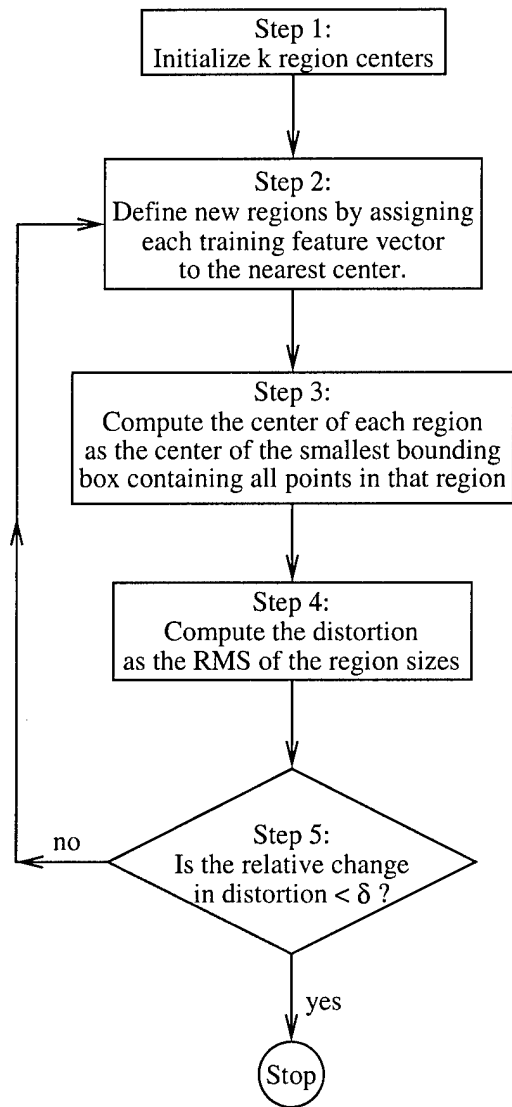 Step 1:
Initialize k region centers
Step 2:
Define new regions by assigning
each training feature vector
to the nearest center.
Step 3:
Compute the center of each region
as the center of the smallest bounding
box containing all points in that region
Step 4:
Compute the distortion
as the RMS of the region sizes
Step 5:
Is the relative change
in distortion < δ ?
no
yes
Stop